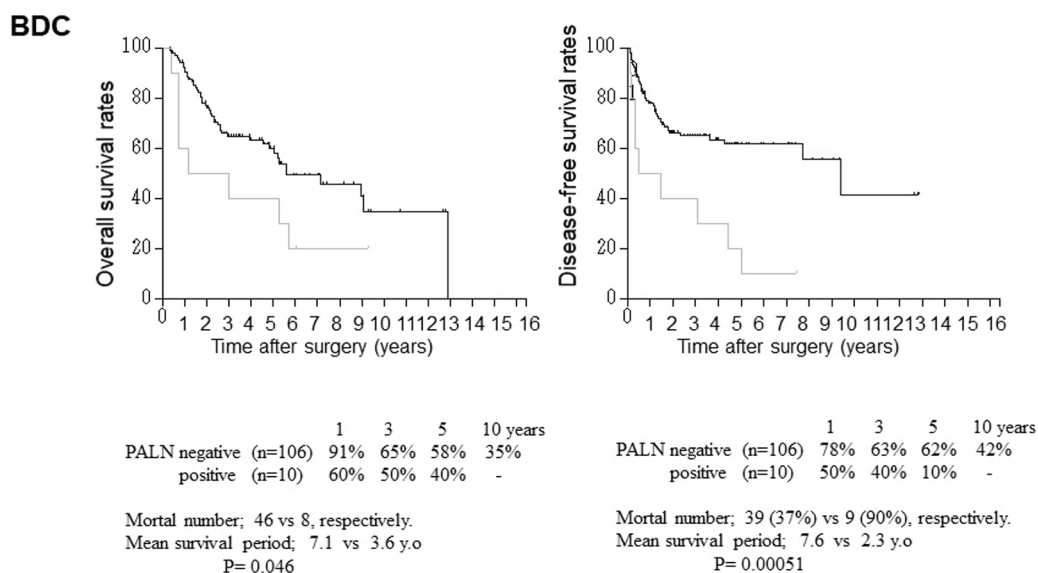 BDC
Overall survival rates
100
80
60
40
20
0
0 1 2 3 4 5 6 7 8 9 10 11 12 13 14 15 16
Time after surgery (years)
Disease-free survival rates
100
80
60
40
20
0
0 1 2 3 4 5 6 7 8 9 10 11 12 13 14 15 16
Time after surgery (years)
1 3 5 10 years
PALN negative (n=106) 91% 65% 58% 35%
positive (n=10) 60% 50% 40% -
Mortal number; 46 vs 8, respectively.
Mean survival period; 7.1 vs 3.6 y.o
P= 0.046
1 3 5 10 years
PALN negative (n=106) 78% 63% 62% 42%
positive (n=10) 50% 40% 10% -
Mortal number; 39 (37%) vs 9 (90%), respectively.
Mean survival period; 7.6 vs 2.3 y.o
P= 0.00051